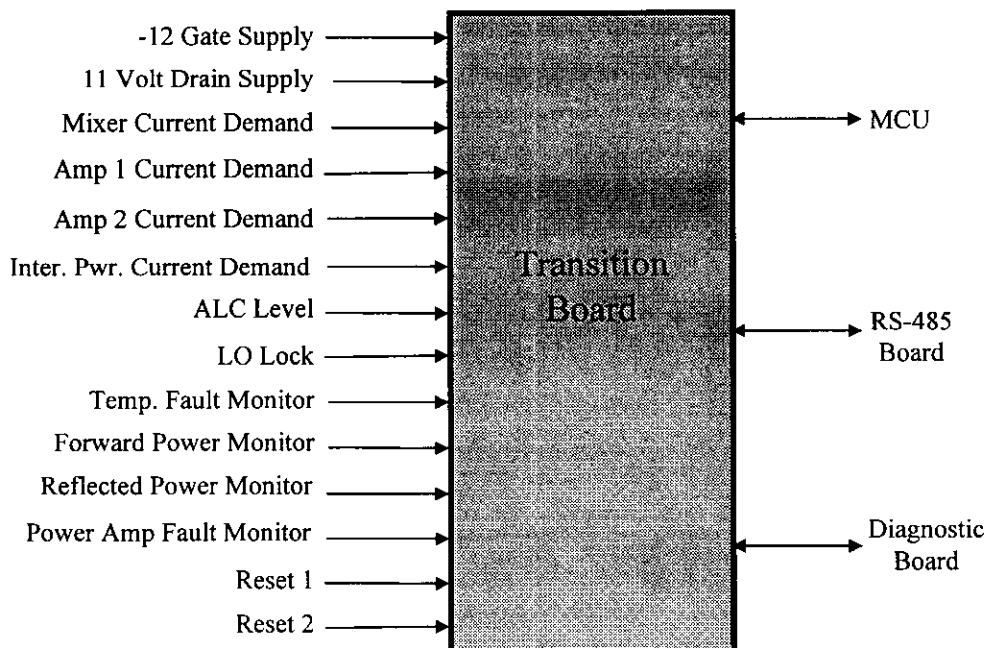 -12 Gate Supply
11 Volt Drain Supply
Mixer Current Demand
Amp 1 Current Demand
Amp 2 Current Demand
Inter. Pwr. Current Demand
ALC Level
LO Lock
Temp. Fault Monitor
Forward Power Monitor
Reflected Power Monitor
Power Amp Fault Monitor
Reset 1
Reset 2
Transition
Board
MCU
RS-485
Board
Diagnostic
Board